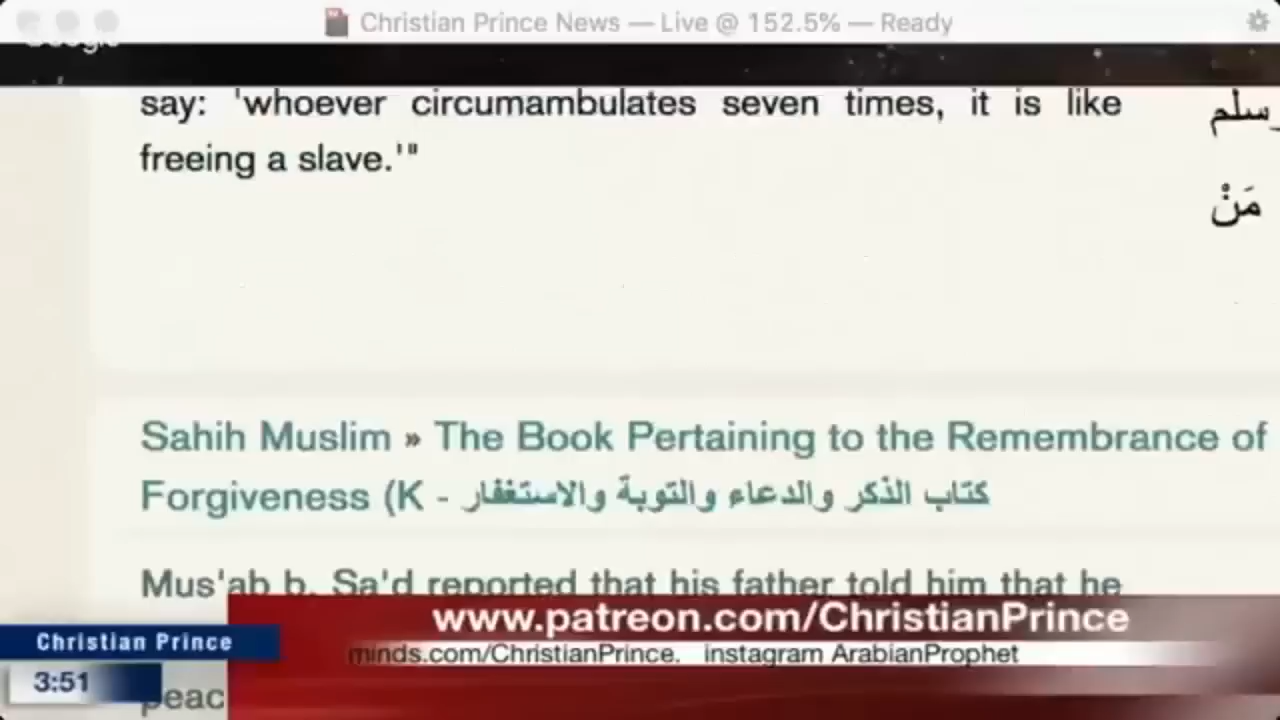 Christian Prince News — Live @ 152.5% — Ready
Google
say: 'whoever circumambulates seven times, it is like
freeing a slave.'"
وسلم
مَنْ
Sahih Muslim » The Book Pertaining to the Remembrance of
Forgiveness (K - كتاب الذكر والدعاء والتوبة والاستغفار
Mus'ab b. Sa'd reported that his father told him that he
www.patreon.com/ChristianPrince
Christian Prince
minds.com/ChristianPrince. instagram ArabianProphet
3:51
peac